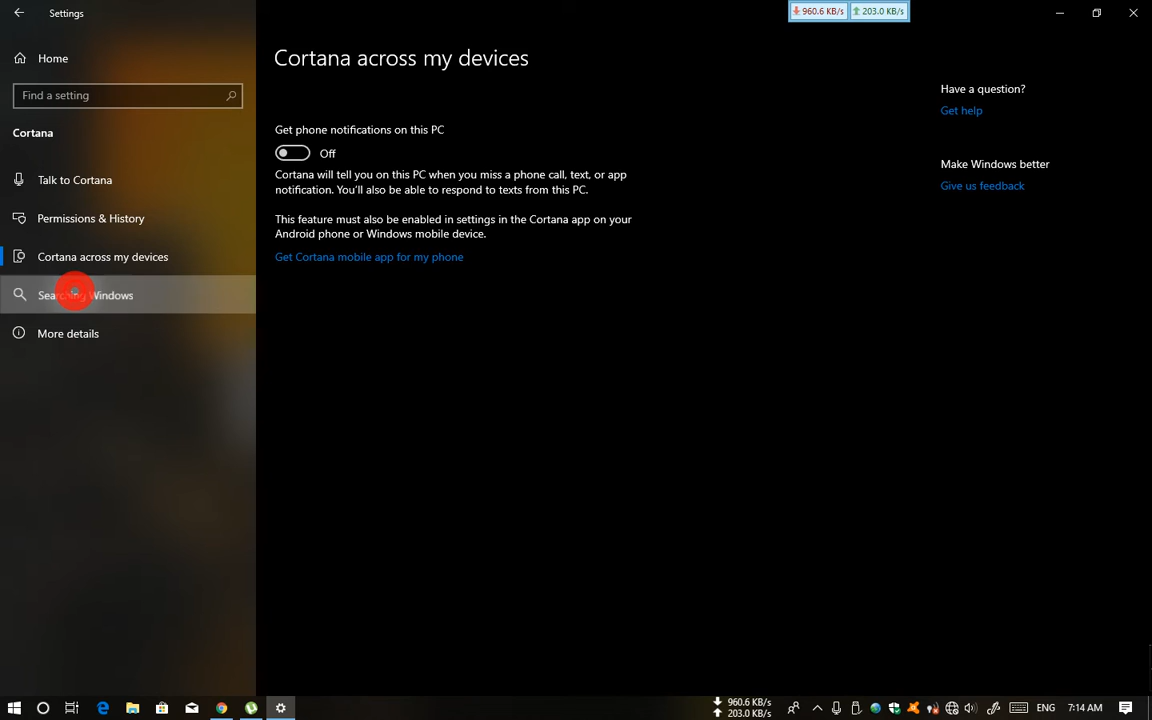 Settings
960.6 KB/s
203.0 KB/s
Home
Find a setting
Cortana
Talk to Cortana
Permissions & History
Cortana across my devices
Searching Windows
More details
Cortana across my devices
Get phone notifications on this PC
Off
Cortana will tell you on this PC when you miss a phone call, text, or app
notification. You'll also be able to respond to texts from this PC.
This feature must also be enabled in settings in the Cortana app on your
Android phone or Windows mobile device.
Get Cortana mobile app for my phone
Have a question?
Get help
Make Windows better
Give us feedback
960.6 KB/s
203.0 KB/s
ENG
7:14 AM